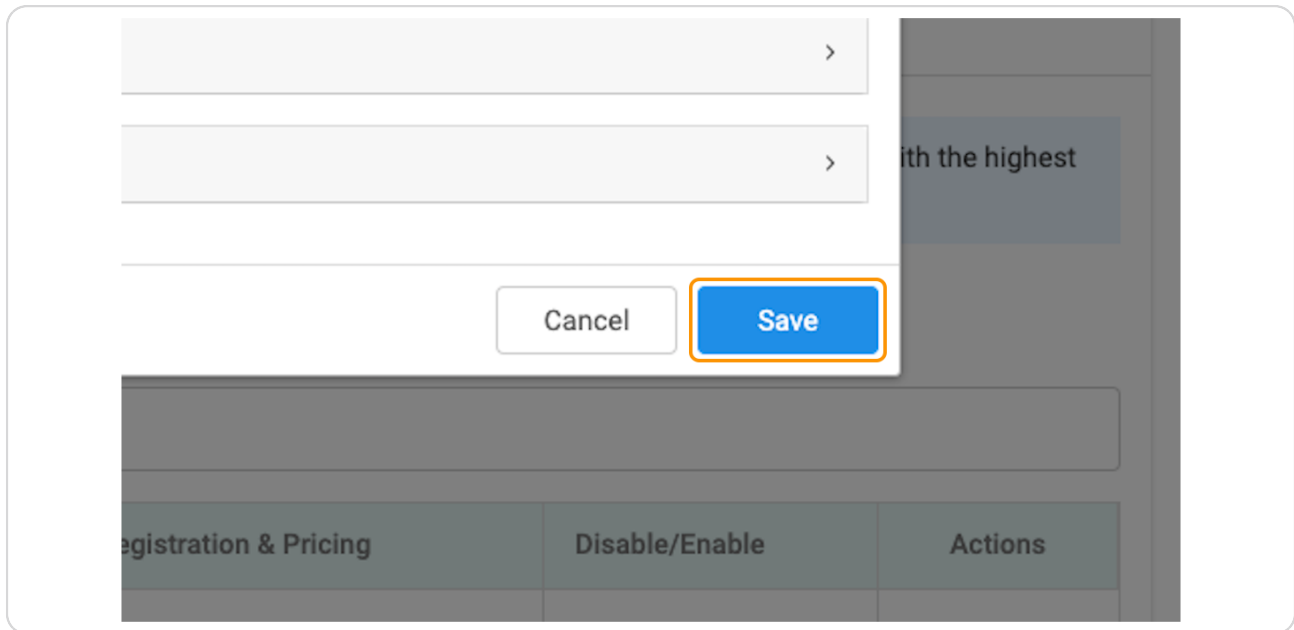 ith the highest
Cancel
Save
egistration & Pricing
Disable/Enable
Actions